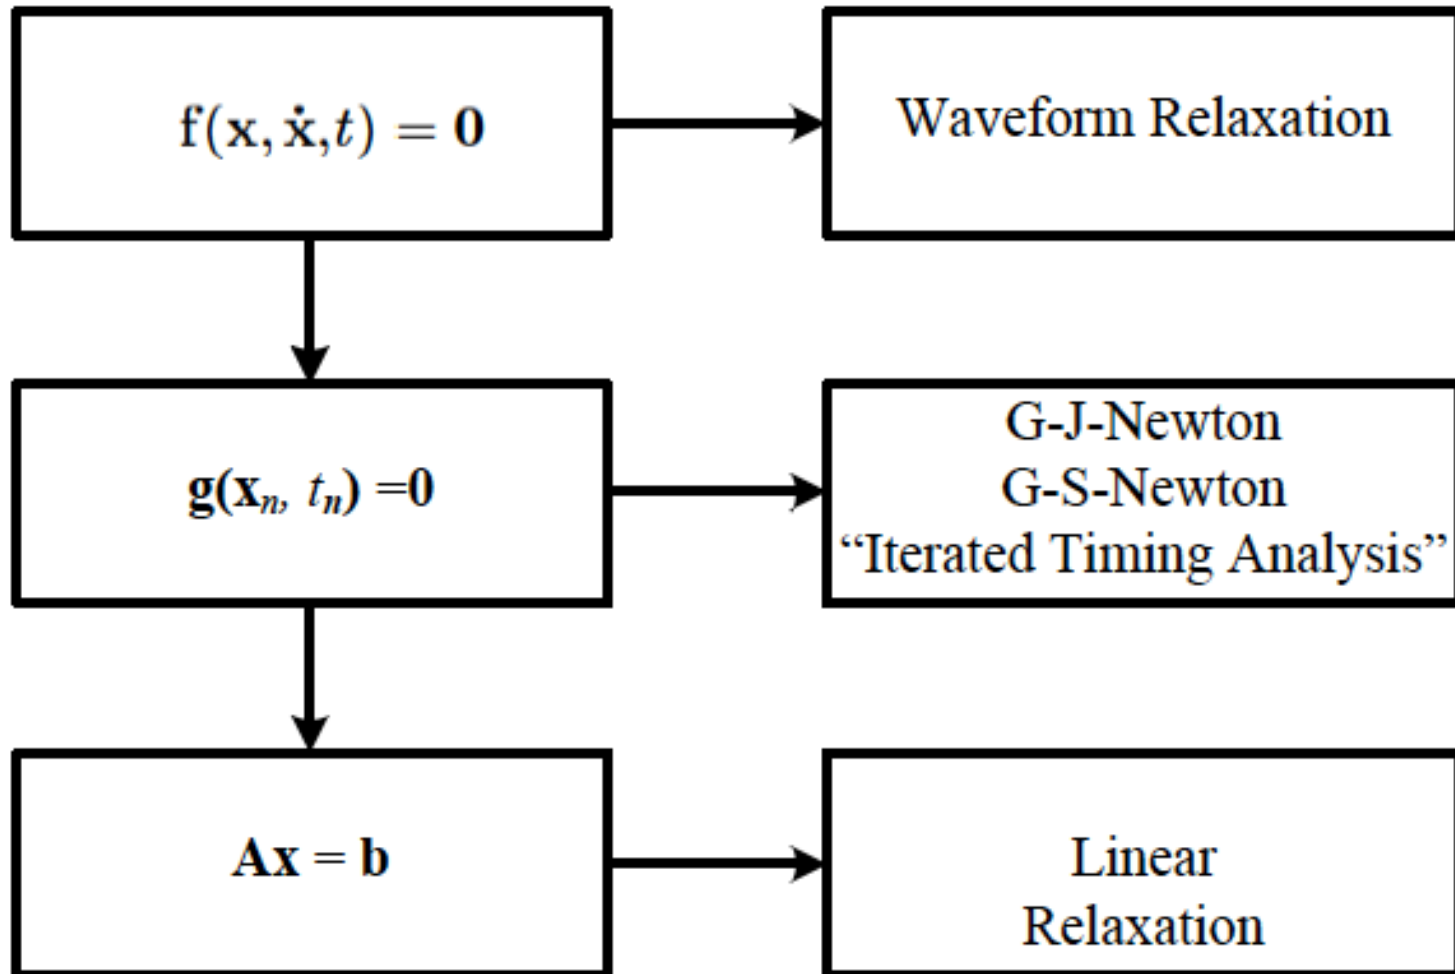 f(x, ẋ,t) = 0
Waveform Relaxation
g(xₙ, tₙ) =0
G-J-Newton
G-S-Newton
“Iterated Timing Analysis”
Ax = b
Linear
Relaxation